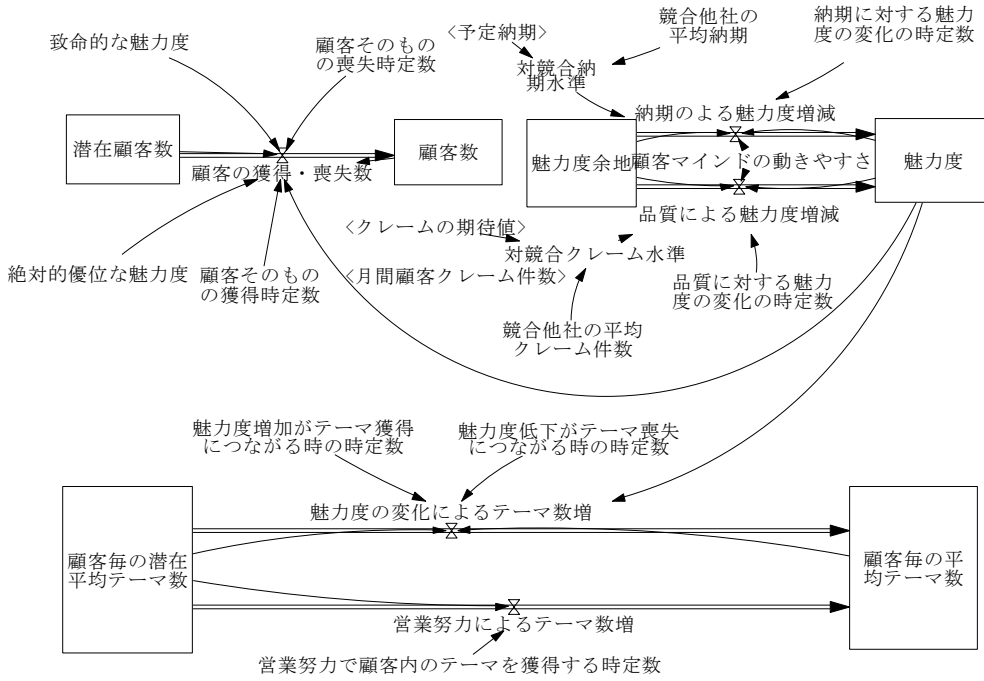 致命的な魅力度
顧客そのもの
の喪失時定数
<予定納期>
競合他社の
平均納期
納期に対する魅力
度の変化の時定数
対競合納
期水準
潜在顧客数
顧客数
顧客の獲得・喪失数
魅力度余地
納期のよる魅力度増減
顧客マインドの動きやすさ
魅力度
品質による魅力度増減
絶対的優位な魅力度
顧客そのもの
の獲得時定数
<クレームの期待値>
対競合クレーム水準
<月間顧客クレーム件数>
品質に対する魅力
度の変化の時定数
競合他社の平均
クレーム件数
魅力度増加がテーマ獲得
につながる時の時定数
魅力度低下がテーマ喪失
につながる時の時定数
魅力度の変化によるテーマ数増
顧客毎の潜在
平均テーマ数
顧客毎の平
均テーマ数
営業努力によるテーマ数増
営業努力で顧客内のテーマを獲得する時定数